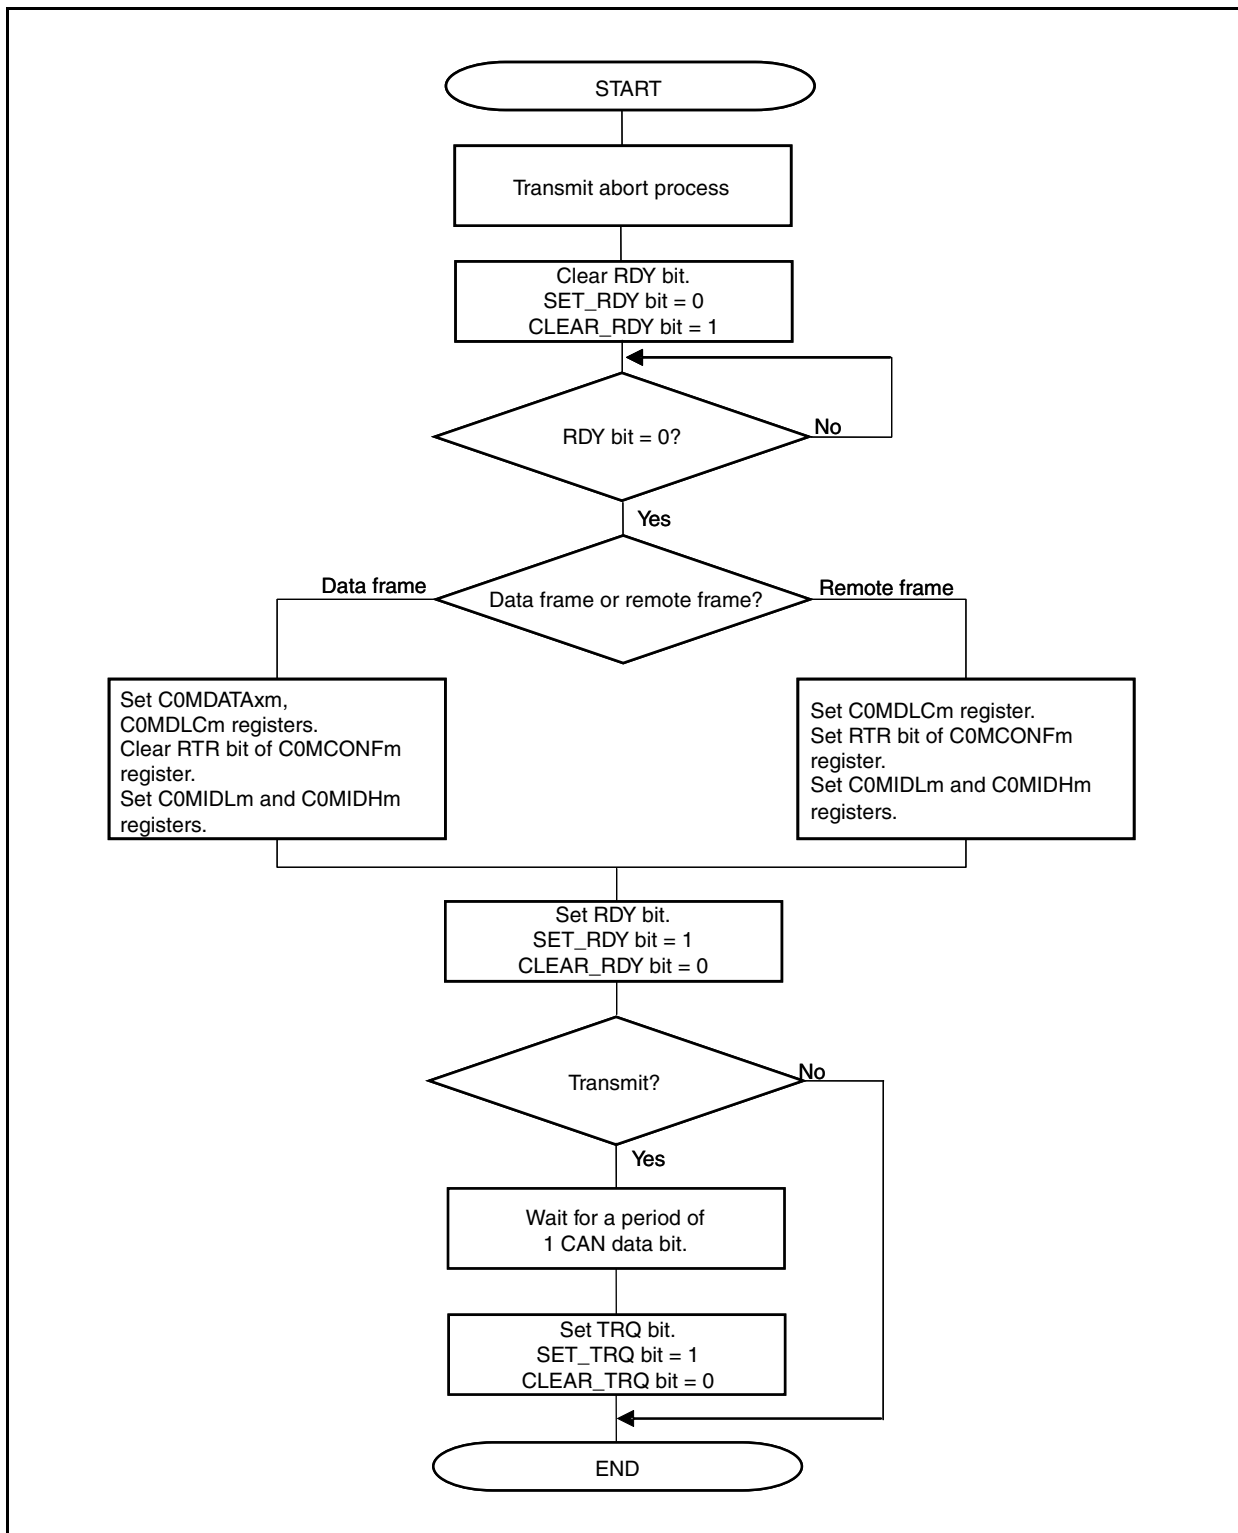 START
Transmit abort process
Clear RDY bit.
SET_RDY bit = 0
CLEAR_RDY bit = 1
RDY bit = 0?
No
Yes
Data frame or remote frame?
Data frame
Remote frame
Set C0MDATAxm,
C0MDLCm registers.
Clear RTR bit of C0MCONFm
register.
Set C0MIDLm and C0MIDHm
registers.
Set C0MDLCm register.
Set RTR bit of C0MCONFm
register.
Set C0MIDLm and C0MIDHm
registers.
Set RDY bit.
SET_RDY bit = 1
CLEAR_RDY bit = 0
Transmit?
No
Yes
Wait for a period of
1 CAN data bit.
Set TRQ bit.
SET_TRQ bit = 1
CLEAR_TRQ bit = 0
END